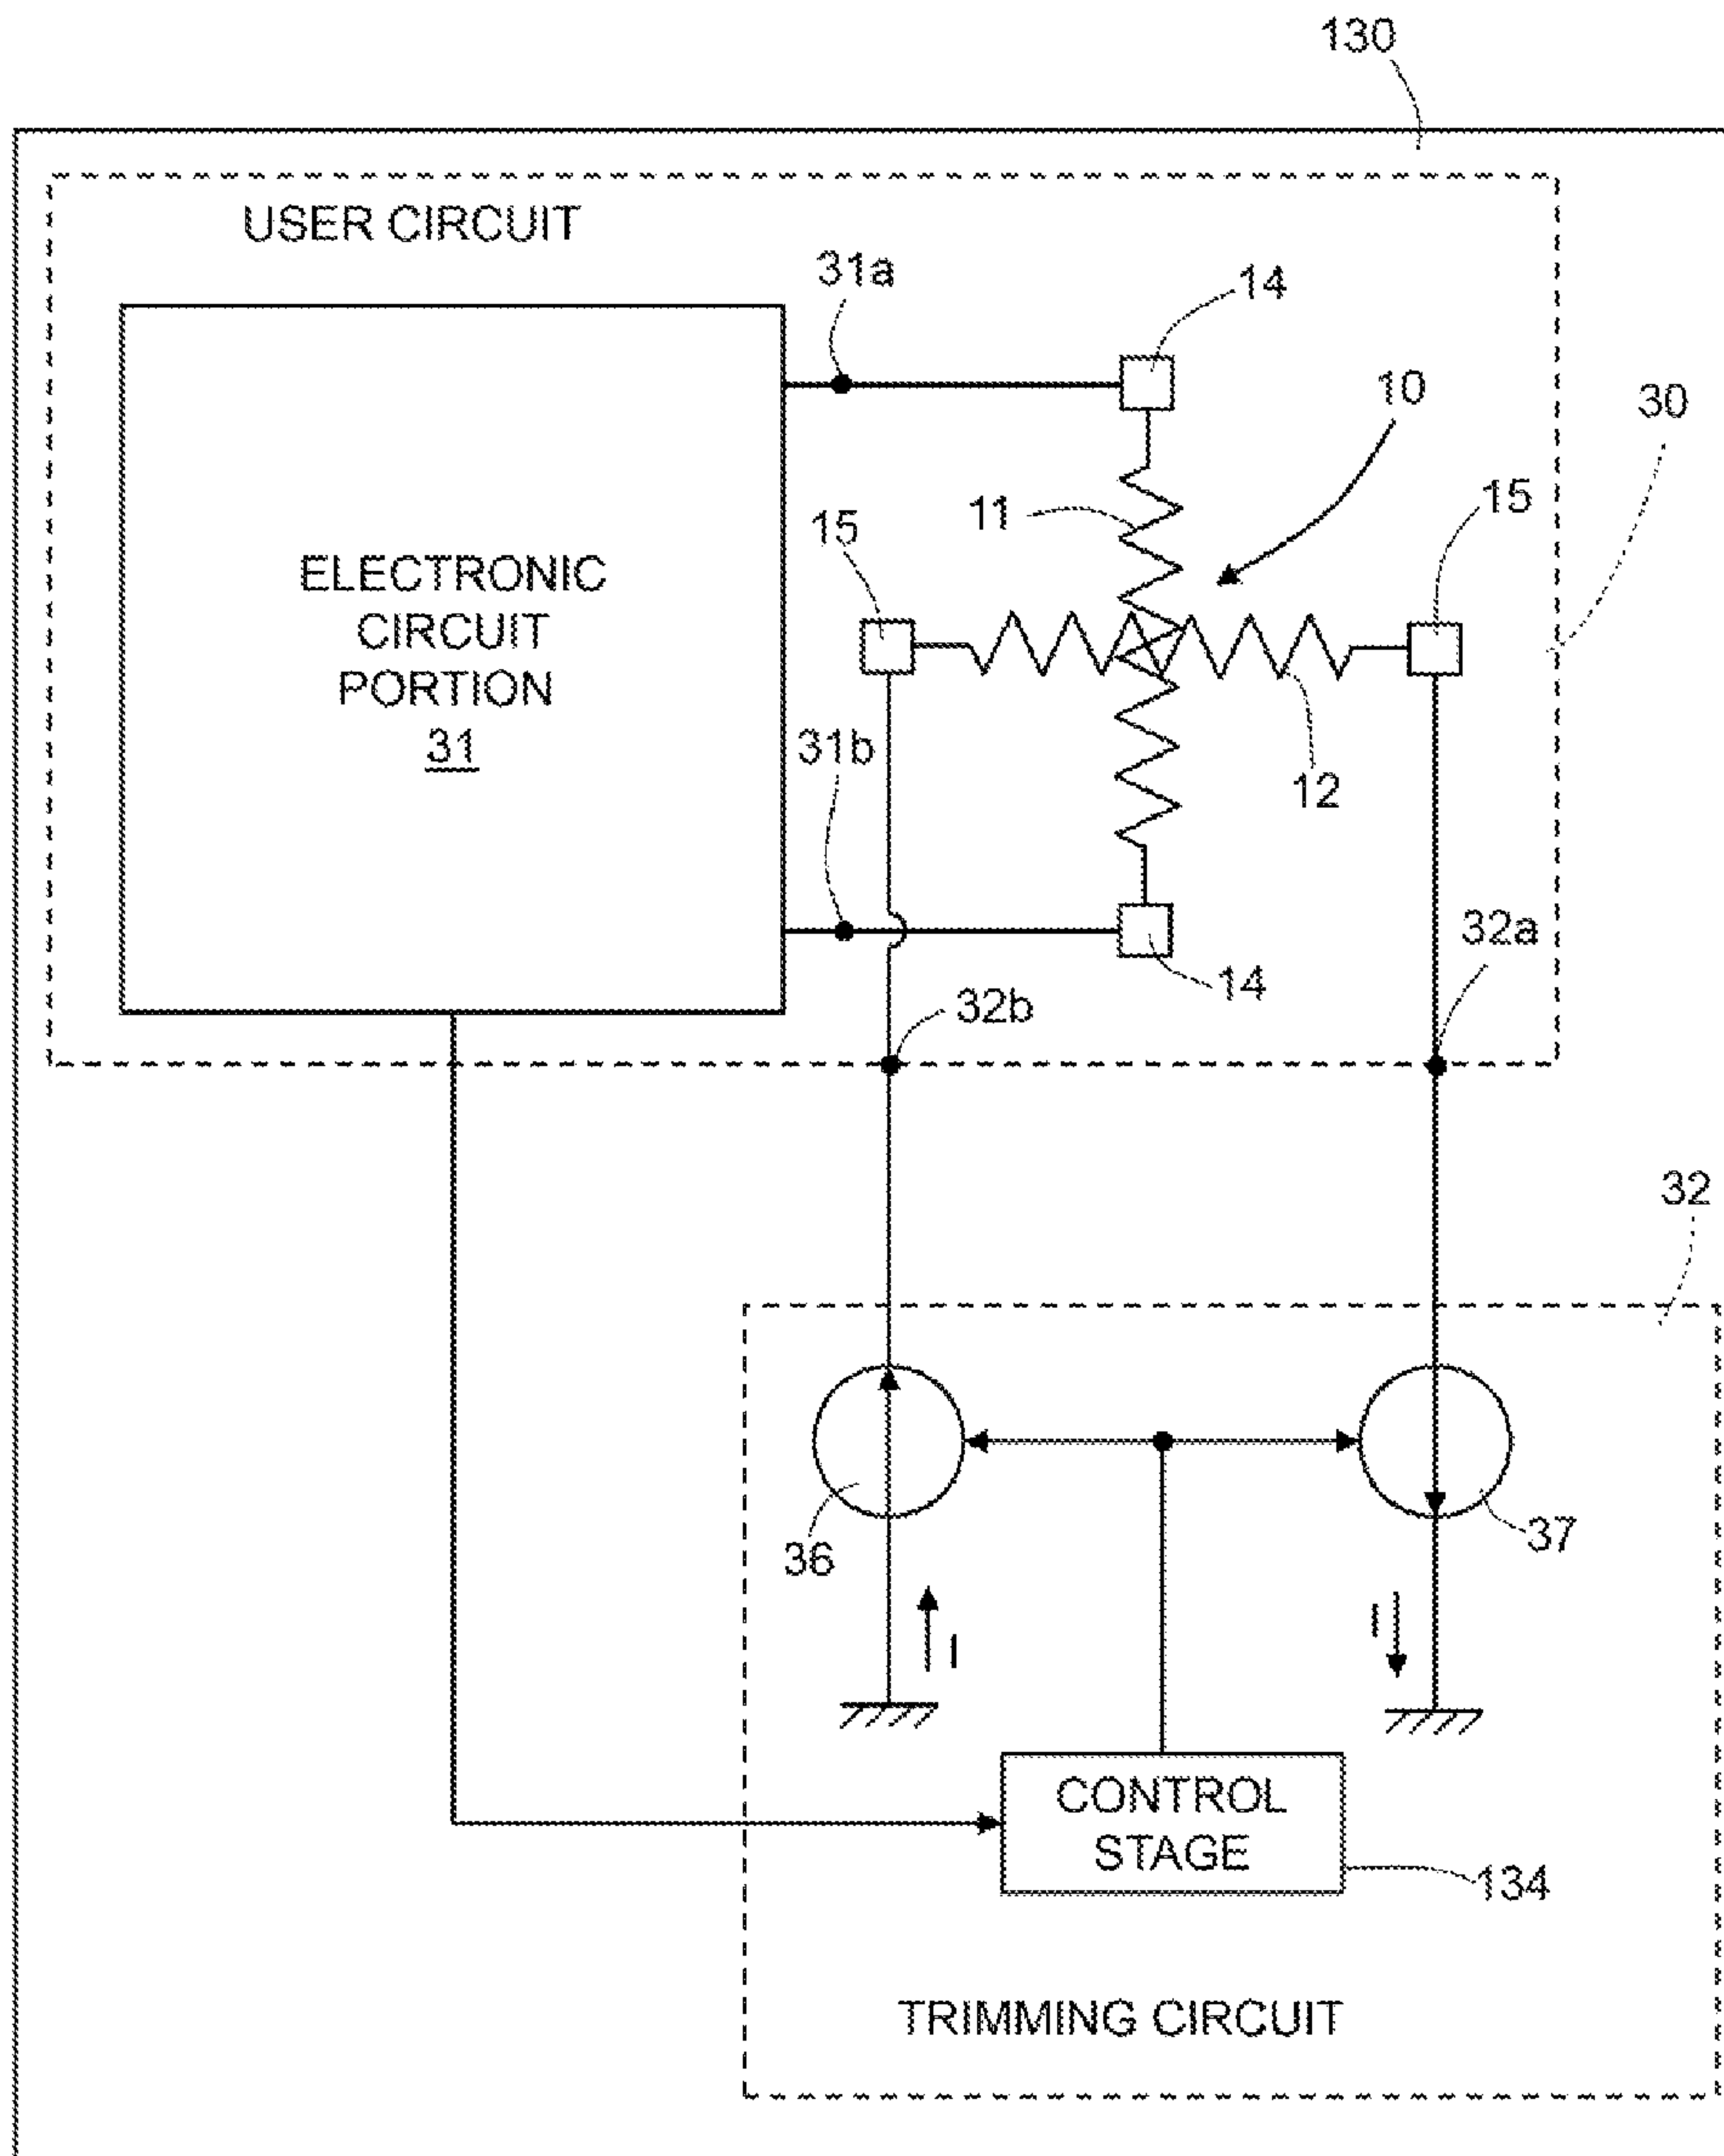 130
USER CIRCUIT
31a
14
10
30
11
15
15
ELECTRONIC
CIRCUIT
PORTION
31
31b
12
32a
14
32b
32
36
37
I
I
CONTROL
STAGE
134
TRIMMING CIRCUIT